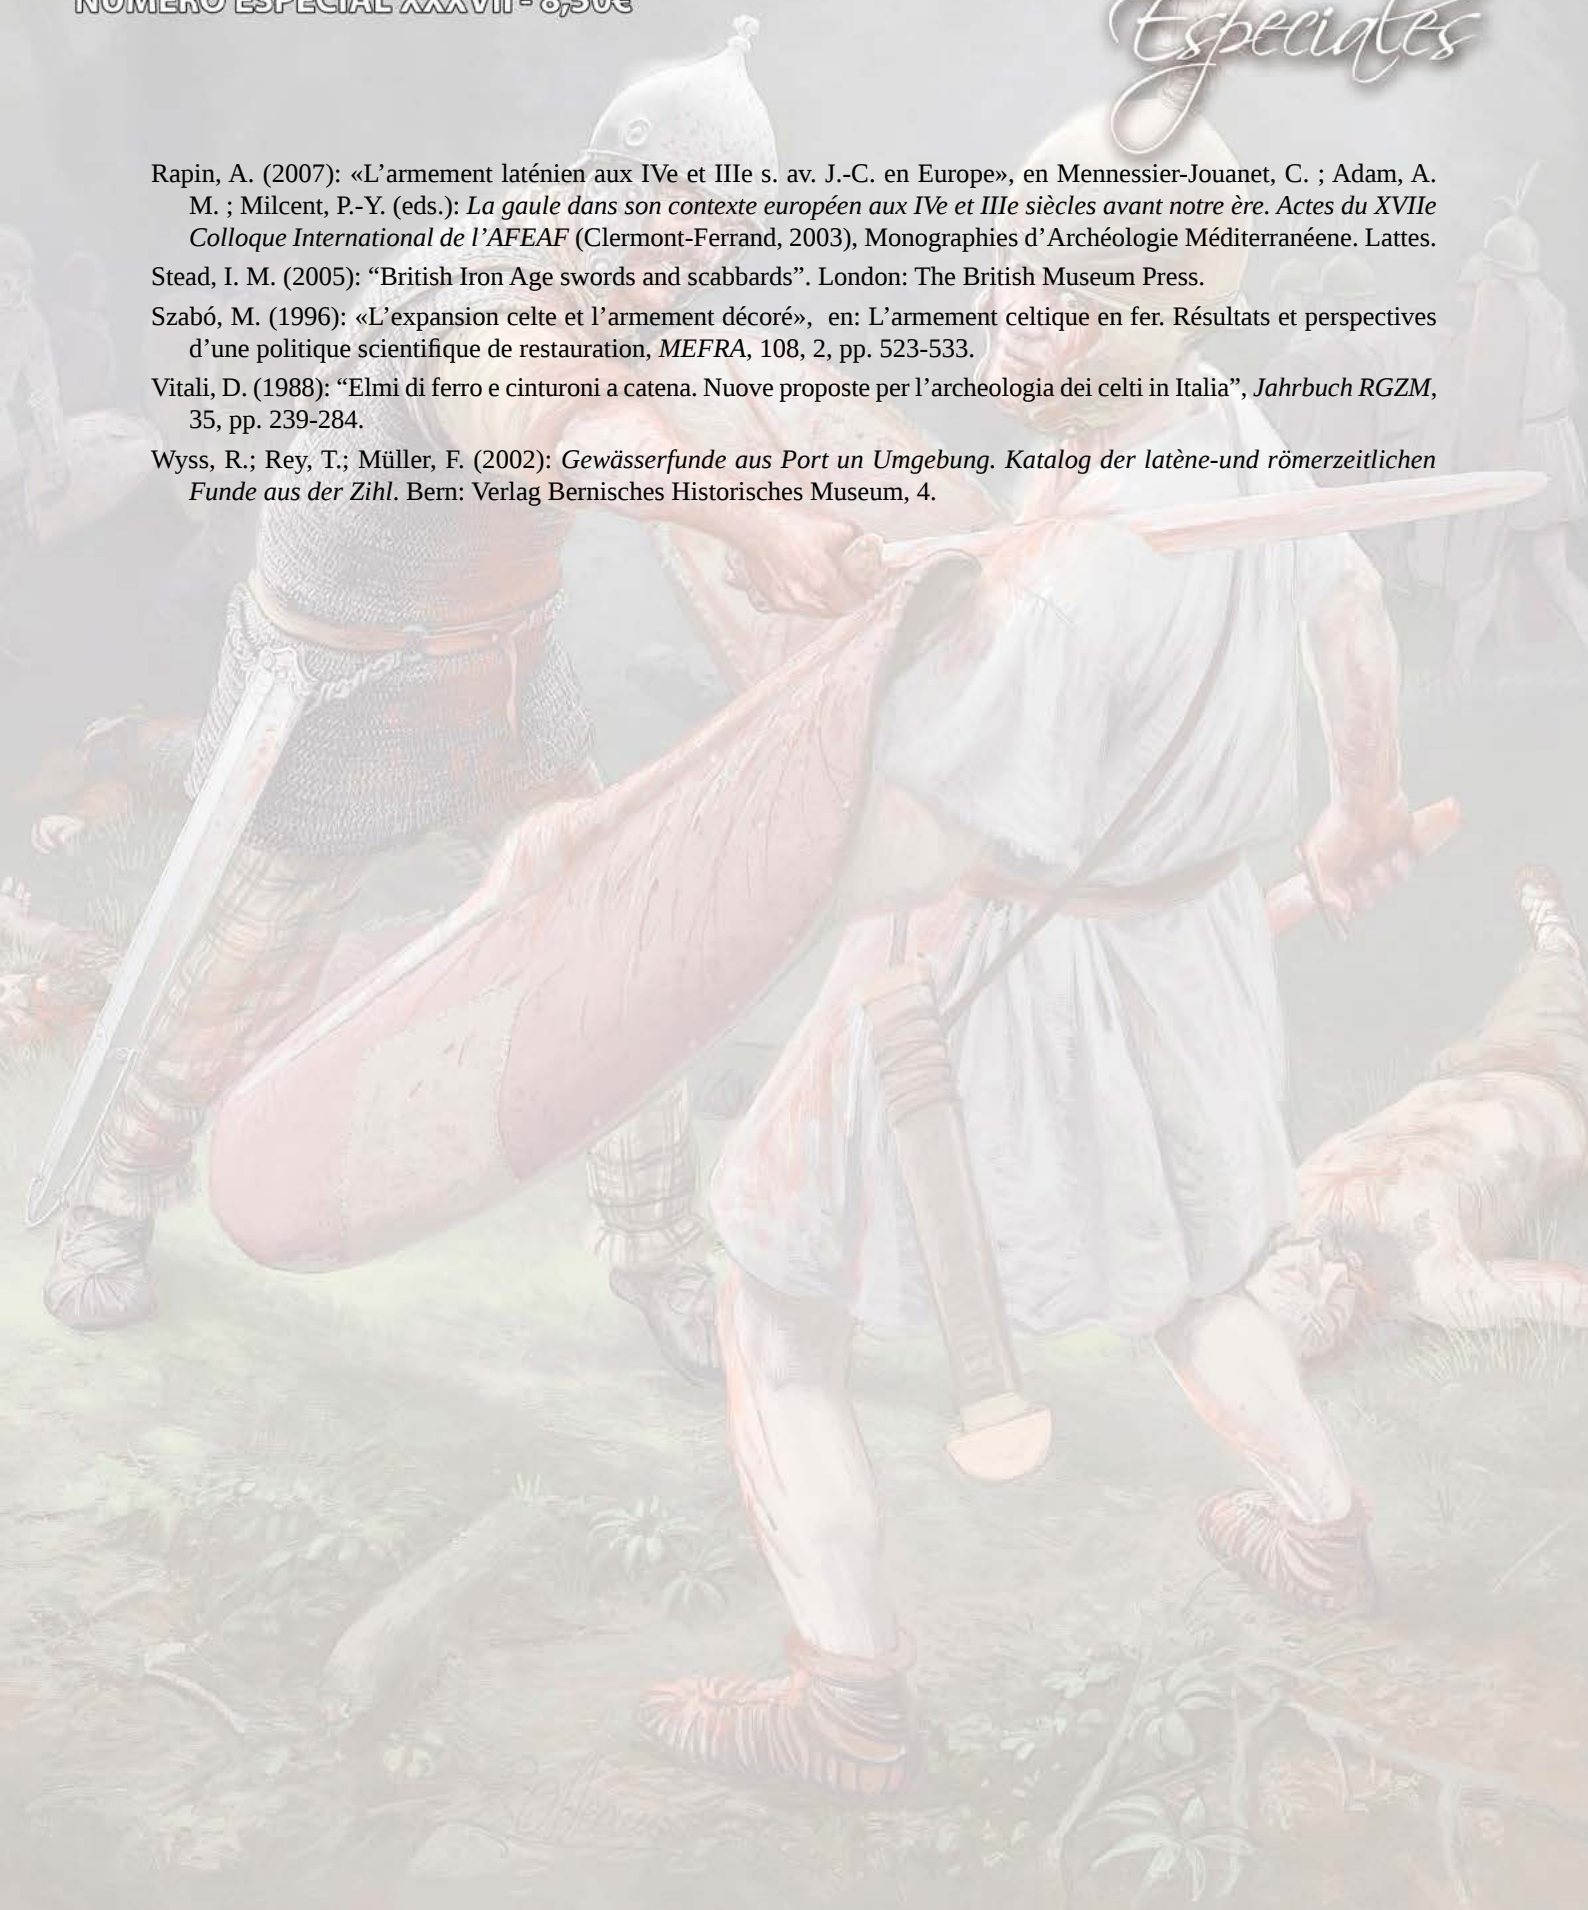 NÚMERO ESPECIAL XXXVII - 8,50€
Especiales
Rapin, A. (2007): «L’armement laténien aux IVe et IIIe s. av. J.-C. en Europe», en Mennessier-Jouanet, C. ; Adam, A.
M. ; Milcent, P.-Y. (eds.): La gaule dans son contexte européen aux IVe et IIIe siècles avant notre ère. Actes du XVIIe
Colloque International de l’AFEAF (Clermont-Ferrand, 2003), Monographies d’Archéologie Méditerranéene. Lattes.
Stead, I. M. (2005): “British Iron Age swords and scabbards”. London: The British Museum Press.
Szabó, M. (1996): «L’expansion celte et l’armement décoré», en: L’armement celtique en fer. Résultats et perspectives
d’une politique scientifique de restauration, MEFRA, 108, 2, pp. 523-533.
Vitali, D. (1988): “Elmi di ferro e cinturoni a catena. Nuove proposte per l’archeologia dei celti in Italia”, Jahrbuch RGZM,
35, pp. 239-284.
Wyss, R.; Rey, T.; Müller, F. (2002): Gewässerfunde aus Port un Umgebung. Katalog der latène-und römerzeitlichen
Funde aus der Zihl. Bern: Verlag Bernisches Historisches Museum, 4.